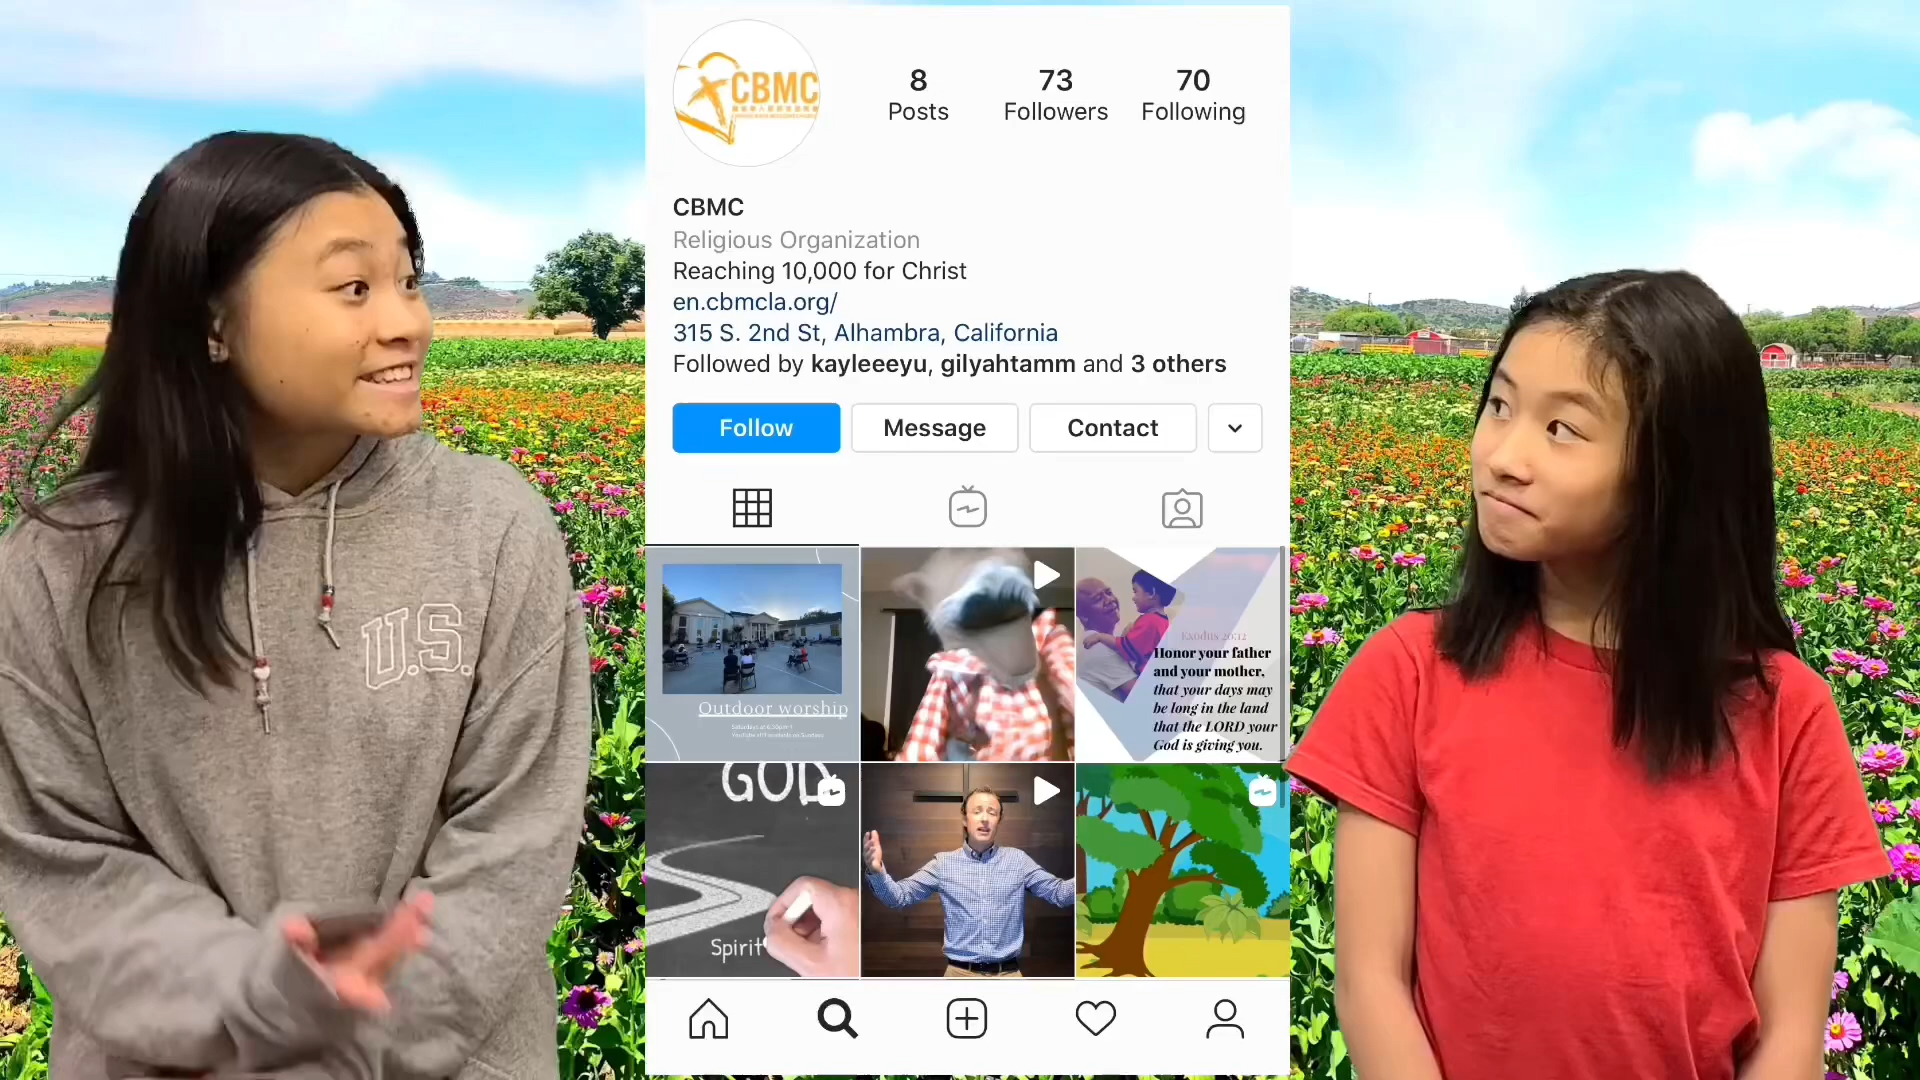 CBMC
8
Posts
73
Followers
70
Following
CBMC
Religious Organization
Reaching 10,000 for Christ
en.cbmcla.org/
315 S. 2nd St, Alhambra, California
Followed by kayleeeyu, gilyahtamm and 3 others
Follow
Message
Contact
U.S.
Outdoor worship
Exodus 20:12
Honor your father
and your mother,
that your days may
be long in the land
that the LORD your
God is giving you.
GOD
Spirit